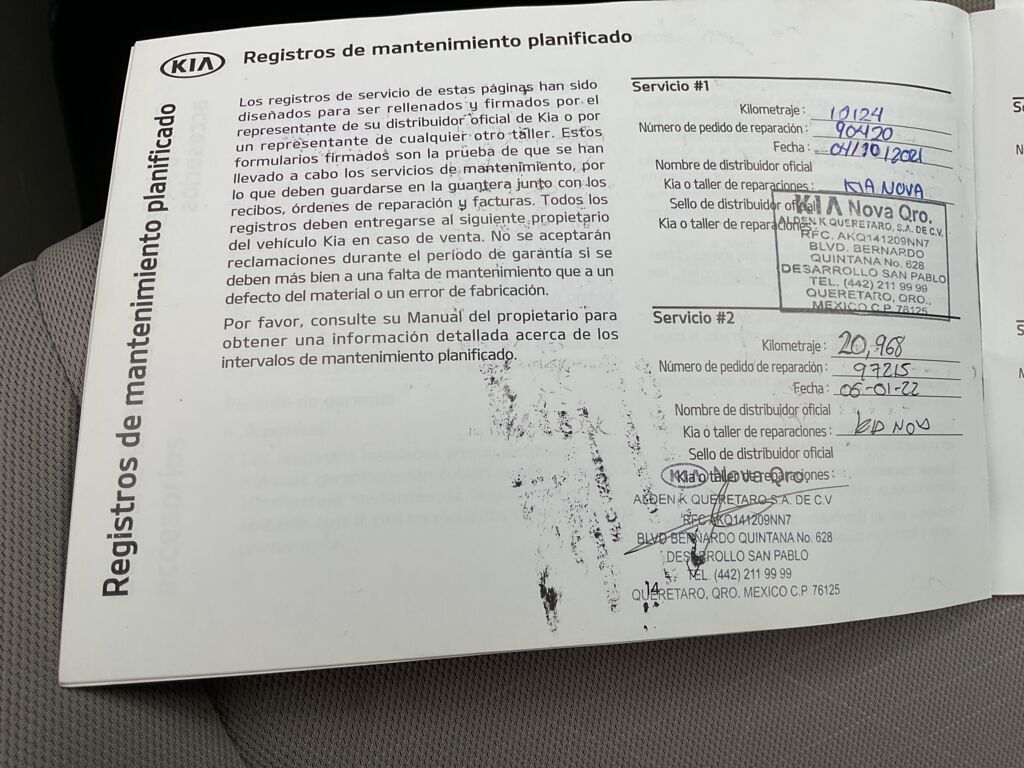 KIA
Registros de mantenimiento planificado
Registros de mantenimiento planificado
Los registros de servicio de estas páginas han sido
diseñados para ser rellenados y firmados por el
representante de su distribuidor oficial de Kia o por
un representante de cualquier otro taller. Estos
formularios firmados son la prueba de que se han
llevado a cabo los servicios de mantenimiento, por
lo que deben guardarse en la guantera junto con los
recibos, órdenes de reparación y facturas. Todos los
registros deben entregarse al siguiente propietario
del vehículo Kia en caso de venta. No se aceptarán
reclamaciones durante el período de garantía si se
deben más bien a una falta de mantenimiento que a un
defecto del material o un error de fabricación.
Por favor, consulte su Manual del propietario para
obtener una información detallada acerca de los
intervalos de mantenimiento planificado.
Servicio #1
Kilometraje: 10124
Número de pedido de reparación: 90420
Fecha: 04/10/2021
Nombre de distribuidor oficial
Kia o taller de reparaciones: KIA NOVA
Sello de distribuidor oficial
Kia o taller de reparaciones:
KIA Nova Qro.
ALDEN K QUERETARO, S.A. DE C.V.
RFC. AKQ141209NN7
BLVD. BERNARDO
QUINTANA No. 628
DESARROLLO SAN PABLO
TEL. (442) 211 99 99
QUERETARO, QRO.,
MEXICO C.P. 76125
Servicio #2
Kilometraje: 20,968
Número de pedido de reparación: 97215
Fecha: 05-01-22
Nombre de distribuidor oficial
Kia o taller de reparaciones:
Sello de distribuidor oficial
Kia o taller de reparaciones:
KIA Nova Qro.
ALDEN K QUERETARO S.A. DE C.V
RFC AKQ141209NN7
BLVD BERNARDO QUINTANA No. 628
DESARROLLO SAN PABLO
TEL. (442) 211 99 99
QUERETARO, QRO. MEXICO C.P 76125
14